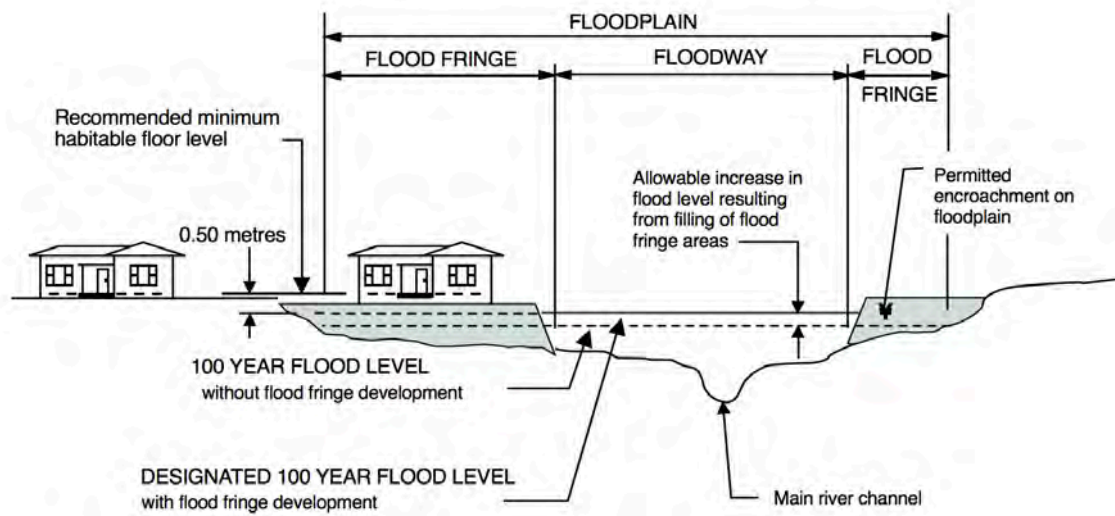 FLOODPLAIN
FLOOD FRINGE
FLOODWAY
FLOOD
FRINGE
Recommended minimum
habitable floor level
Allowable increase in
flood level resulting
from filling of flood
fringe areas
Permitted
encroachment on
floodplain
0.50 metres
100 YEAR FLOOD LEVEL
without flood fringe development
DESIGNATED 100 YEAR FLOOD LEVEL
with flood fringe development
Main river channel